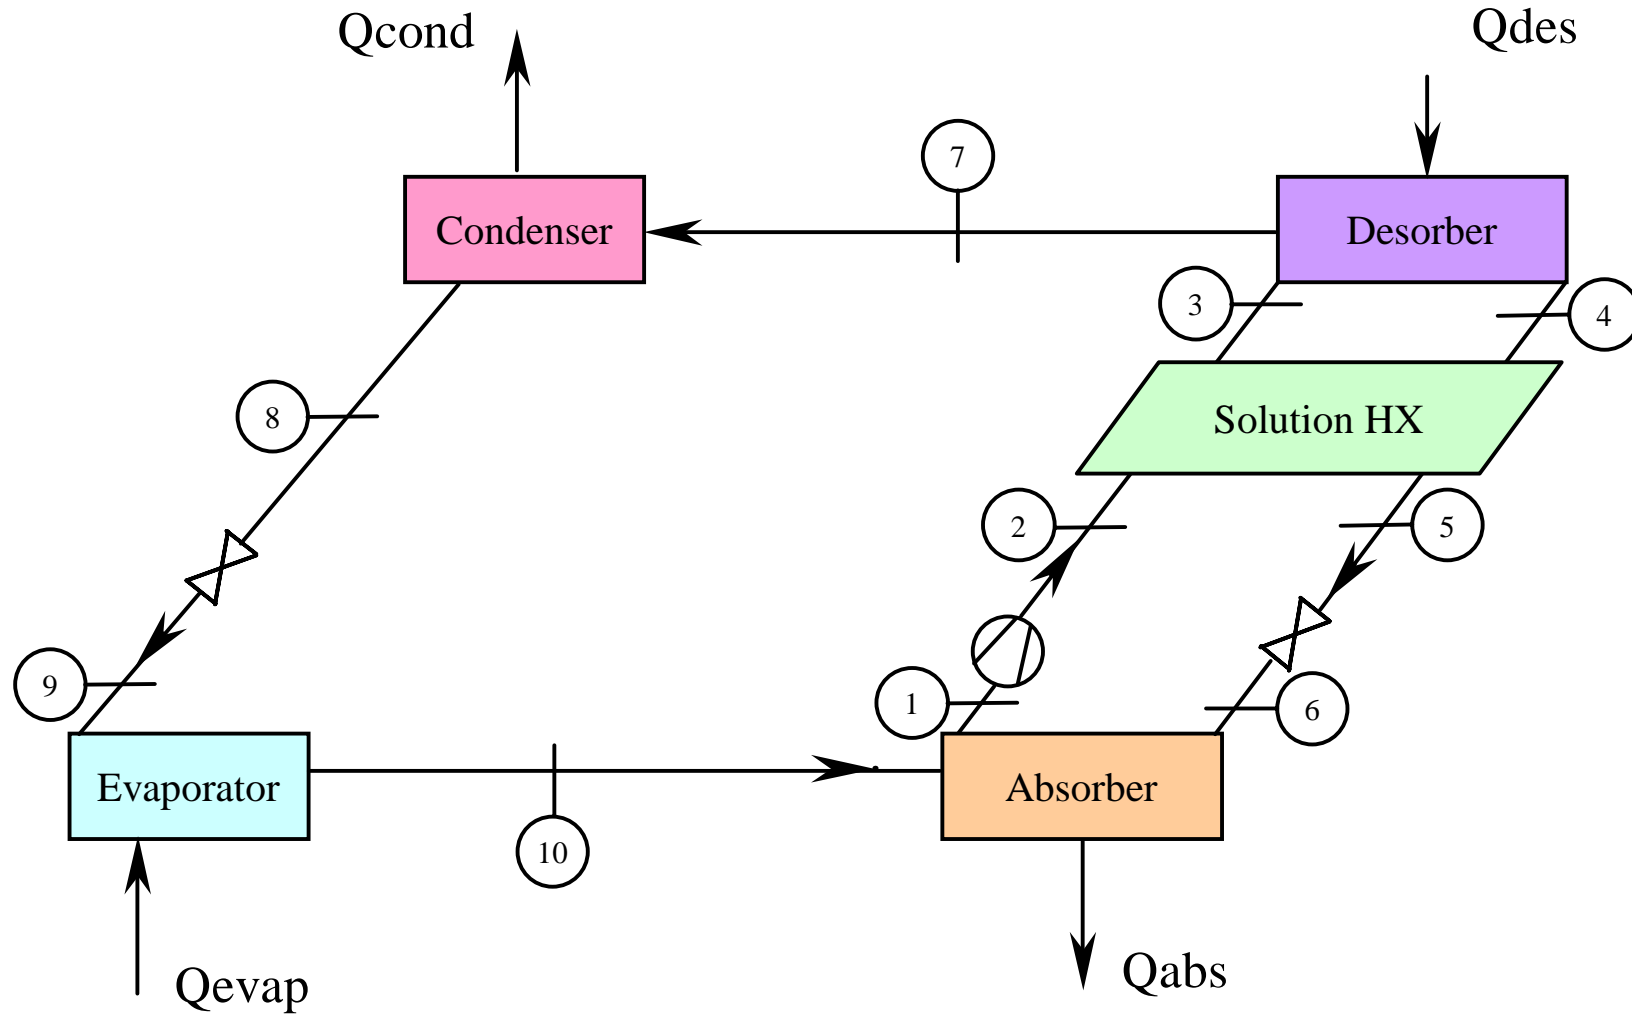 Qcond
Qdes
7
Condenser
Desorber
3
4
8
Solution HX
2
5
9
1
6
Evaporator
Absorber
10
Qevap
Qabs